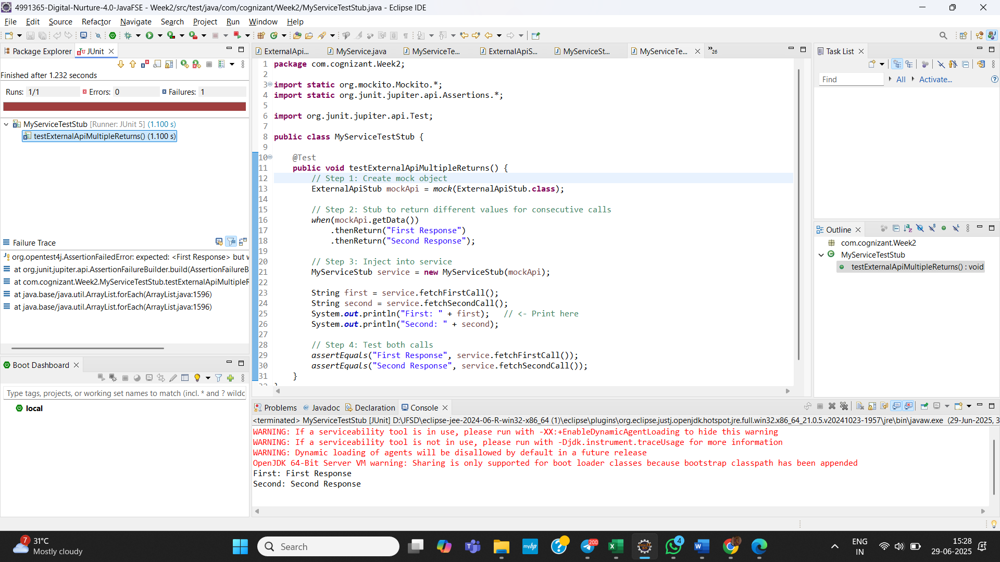 4991365-Digital-Nurture-4.0-JavaFSE - Week2/src/test/java/com/cognizant/Week2/MyServiceTestStub.java - Eclipse IDE
File Edit Source Refactor Navigate Search Project Run Window Help
Package Explorer JUnit
Finished after 1.232 seconds
Runs: 1/1 Errors: 0 Failures: 1
MyServiceTestStub [Runner: JUnit 5] (1.100 s)
testExternalApiMultipleReturns() (1.100 s)
Failure Trace
org.opentest4j.AssertionFailedError: expected: <First Response> but
at org.junit.jupiter.api.AssertionFailureBuilder.build(AssertionFailureB
at com.cognizant.Week2.MyServiceTestStub.testExternalApiMultipleR
at java.base/java.util.ArrayList.forEach(ArrayList.java:1596)
at java.base/java.util.ArrayList.forEach(ArrayList.java:1596)
Boot Dashboard
Type tags, projects, or working set names to match (incl. * and ? wildc
local
ExternalApi... MyService.java MyServiceTe... ExternalApiS... MyServiceSt... MyServiceTe... »26
1 package com.cognizant.Week2;
2
3 import static org.mockito.Mockito.*;
4 import static org.junit.jupiter.api.Assertions.*;
5
6 import org.junit.jupiter.api.Test;
7
8 public class MyServiceTestStub {
9
10 @Test
11 public void testExternalApiMultipleReturns() {
12 // Step 1: Create mock object
13 ExternalApiStub mockApi = mock(ExternalApiStub.class);
14
15 // Step 2: Stub to return different values for consecutive calls
16 when(mockApi.getData())
17 .thenReturn("First Response")
18 .thenReturn("Second Response");
19
20 // Step 3: Inject into service
21 MyServiceStub service = new MyServiceStub(mockApi);
22
23 String first = service.fetchFirstCall();
24 String second = service.fetchSecondCall();
25 System.out.println("First: " + first); // <- Print here
26 System.out.println("Second: " + second);
27
28 // Step 4: Test both calls
29 assertEquals("First Response", service.fetchFirstCall());
30 assertEquals("Second Response", service.fetchSecondCall());
31 }
Task List
Find All Activate...
Outline
com.cognizant.Week2
MyServiceTestStub
testExternalApiMultipleReturns() : void
Problems Javadoc Declaration Console
<terminated> MyServiceTestStub [JUnit] D:\JFSD\eclipse-jee-2024-06-R-win32-x86_64 (1)\eclipse\plugins\org.eclipse.justj.openjdk.hotspot.jre.full.win32.x86_64_21.0.5.v20241023-1957\jre\bin\javaw.exe (29-Jun-2025, 3
WARNING: If a serviceability tool is in use, please run with -XX:+EnableDynamicAgentLoading to hide this warning
WARNING: If a serviceability tool is not in use, please run with -Djdk.instrument.traceUsage for more information
WARNING: Dynamic loading of agents will be disallowed by default in a future release
OpenJDK 64-Bit Server VM warning: Sharing is only supported for boot loader classes because bootstrap classpath has been appended
First: First Response
Second: Second Response
7
31°C
Mostly cloudy
Search
myhp
200
4
ENG
IN
15:28
29-06-2025